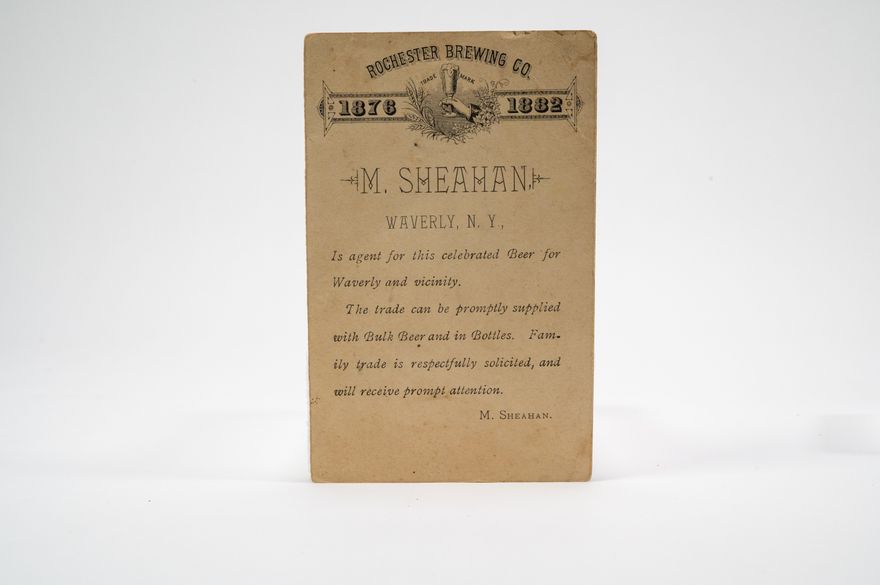 ROCHESTER BREWING CO.
TRADE MARK
1876 1882
M. SHEAHAN,
WAVERLY, N. Y.,
Is agent for this celebrated Beer for
Waverly and vicinity.
The trade can be promptly supplied
with Bulk Beer and in Bottles. Fam-
ily trade is respectfully solicited, and
will receive prompt attention.
M. SHEAHAN.